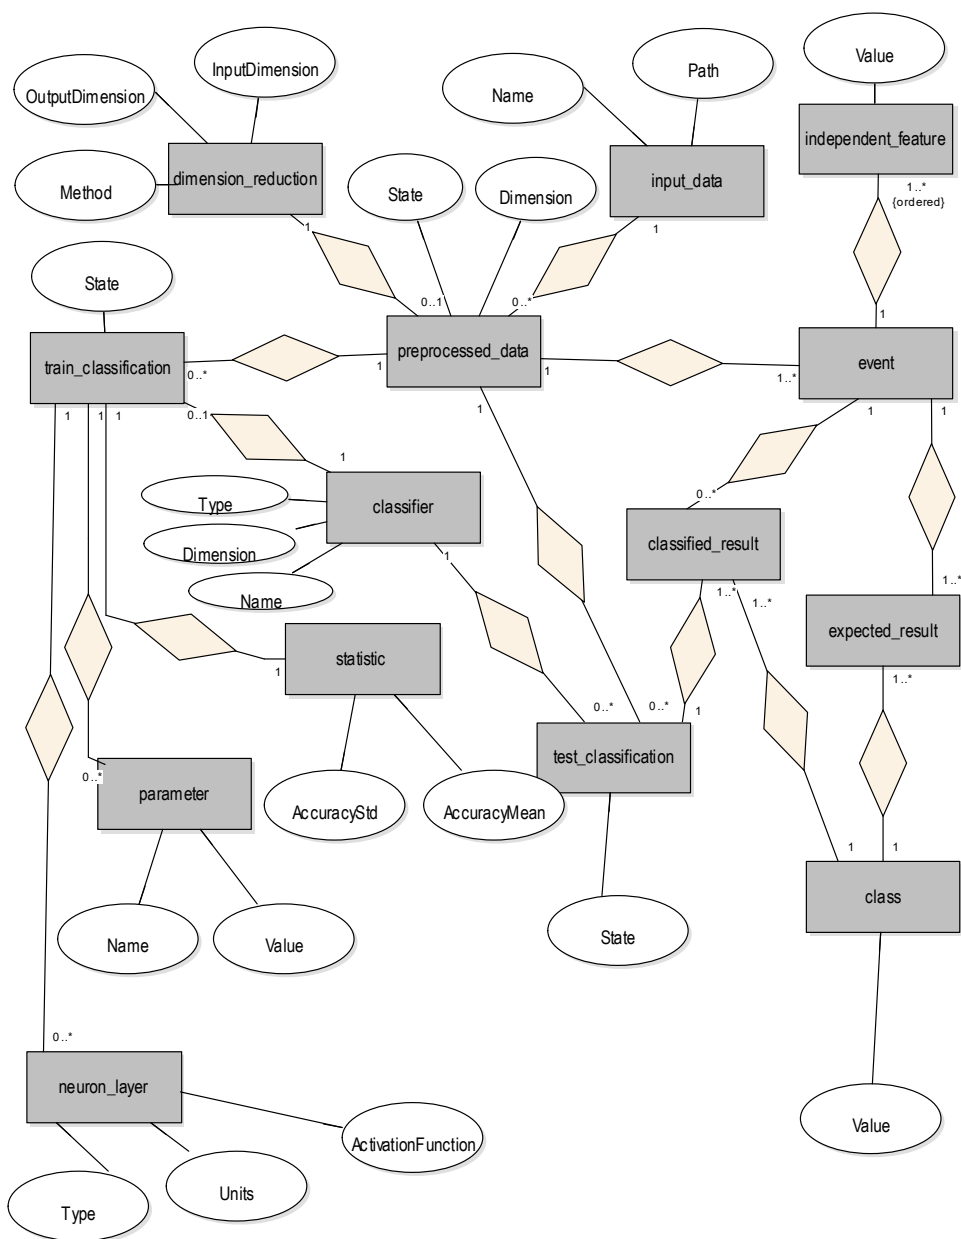 Value
InputDimension
Path
OutputDimension
Name
independent_feature
dimension_reduction
input_data
Method
State
Dimension
1..*
{ordered}
1
1
State
0..1
0..*
1
preprocessed_data
event
train_classification
0..*
1
1
1..*
1
1
1
0..1
1
1
1
1
0..*
Type
classifier
classified_result
Dimension
1
1..*
1..*
1..*
Name
expected_result
statistic
1
1..*
0..*
0..*
1
test_classification
0..*
parameter
AccuracyStd
AccuracyMean
1
1
class
Name
Value
State
0..*
neuron_layer
Value
ActivationFunction
Type
Units